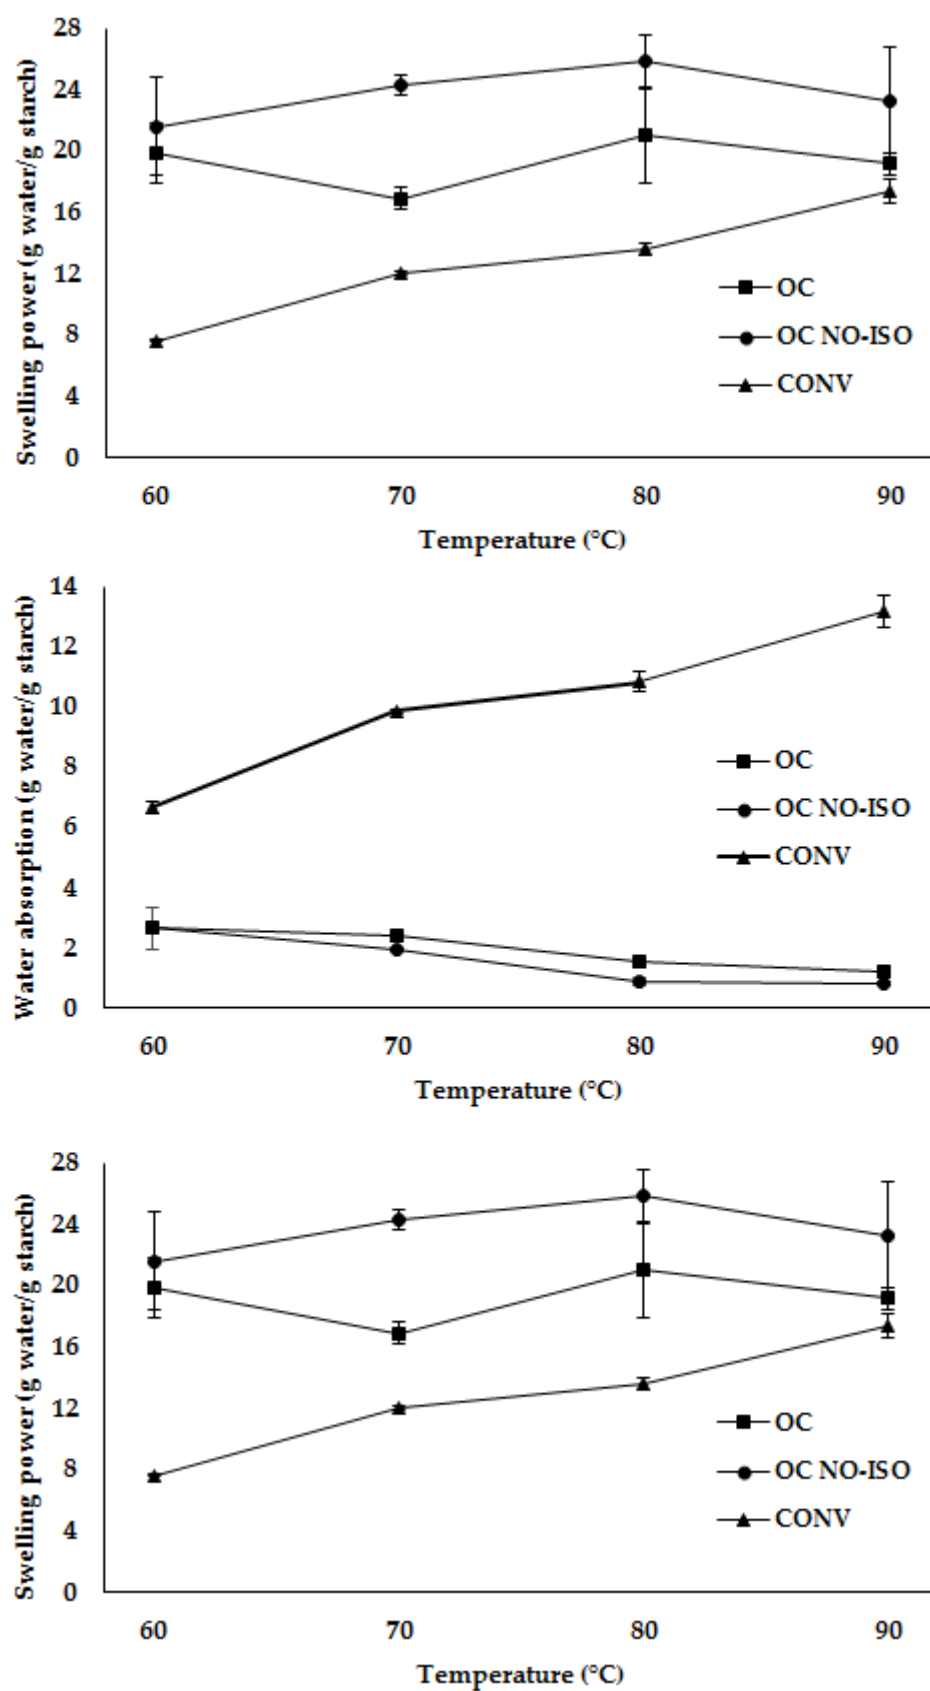 28
24
20
16
12
8
4
0
Swelling power (g water/g starch)
OC
OC NO-ISO
CONV
60 70 80 90
Temperature (°C)
14
12
10
8
6
4
2
0
Water absorption (g water/g starch)
OC
OC NO-ISO
CONV
60 70 80 90
Temperature (°C)
28
24
20
16
12
8
4
0
Swelling power (g water/g starch)
OC
OC NO-ISO
CONV
60 70 80 90
Temperature (°C)